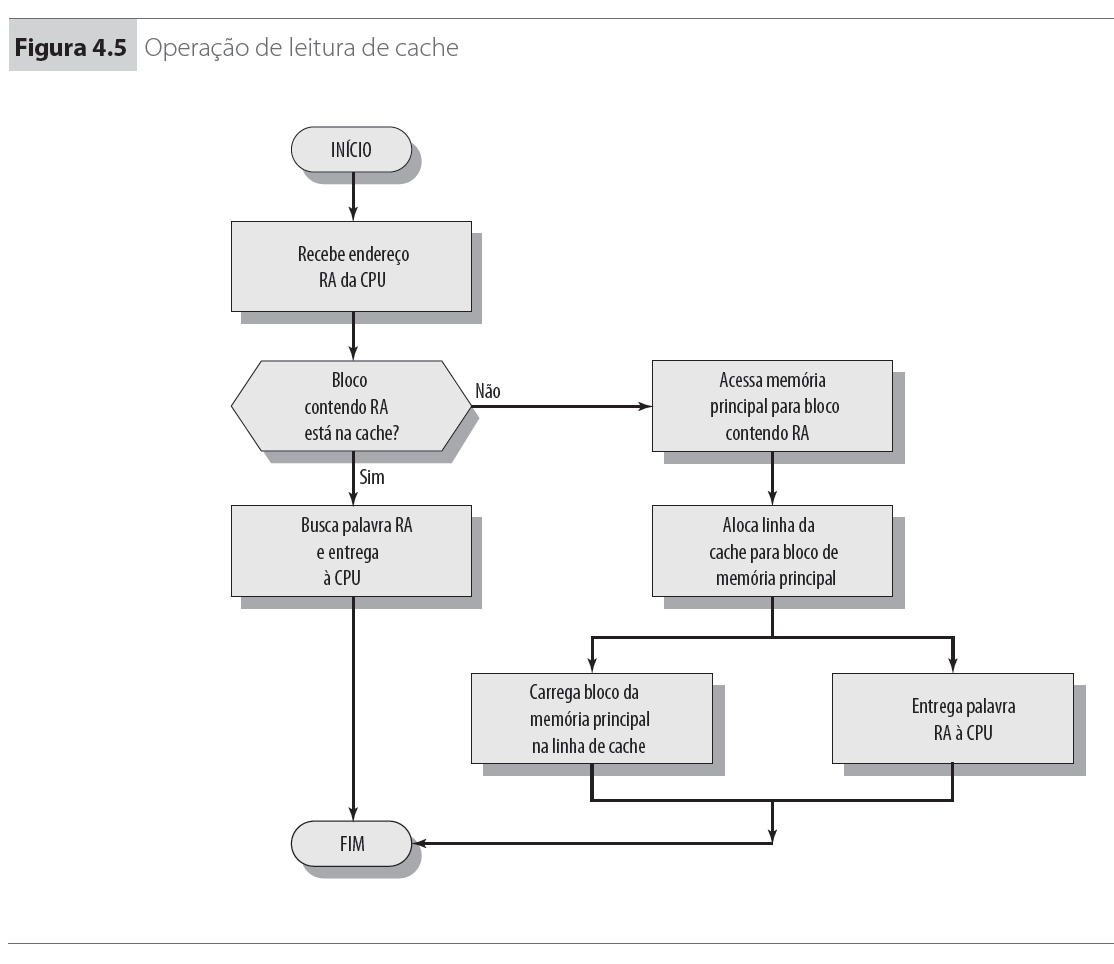 Figura 4.5 Operação de leitura de cache
INÍCIO
Recebe endereço
RA da CPU
Bloco
contendo RA
está na cache?
Não
Acessa memória
principal para bloco
contendo RA
Sim
Busca palavra RA
e entrega
à CPU
Aloca linha da
cache para bloco de
memória principal
Carrega bloco da
memória principal
na linha de cache
Entrega palavra
RA à CPU
FIM